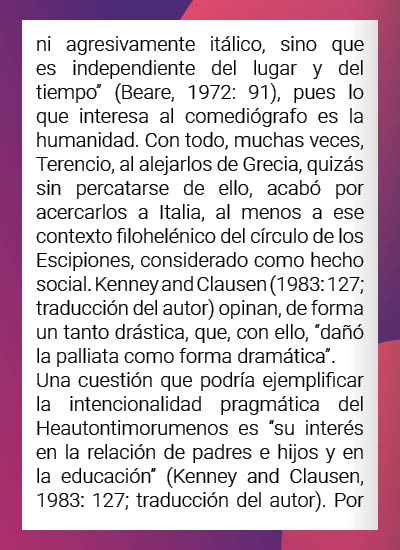 ni agresivamente itálico, sino que
es independiente del lugar y del
tiempo” (Beare, 1972: 91), pues lo
que interesa al comediógrafo es la
humanidad. Con todo, muchas veces,
Terencio, al alejarlos de Grecia, quizás
sin percatarse de ello, acabó por
acercarlos a Italia, al menos a ese
contexto filohelénico del círculo de los
Escipiones, considerado como hecho
social. Kenney and Clausen (1983: 127;
traducción del autor) opinan, de forma
un tanto drástica, que, con ello, “dañó
la palliata como forma dramática”.
Una cuestión que podría ejemplificar
la intencionalidad pragmática del
Heautontimorumenos es “su interés
en la relación de padres e hijos y en
la educación” (Kenney and Clausen,
1983: 127; traducción del autor). Por